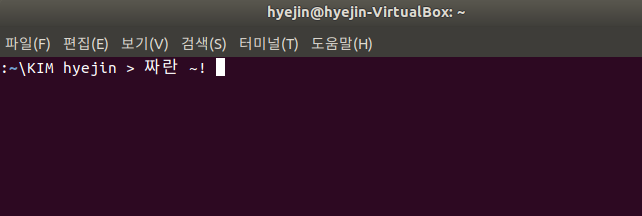 hyejin@hyejin-VirtualBox: ~
파일(F) 편집(E) 보기(V) 검색(S) 터미널(T) 도움말(H)
:~\KIM hyejin > 짜란 ~!